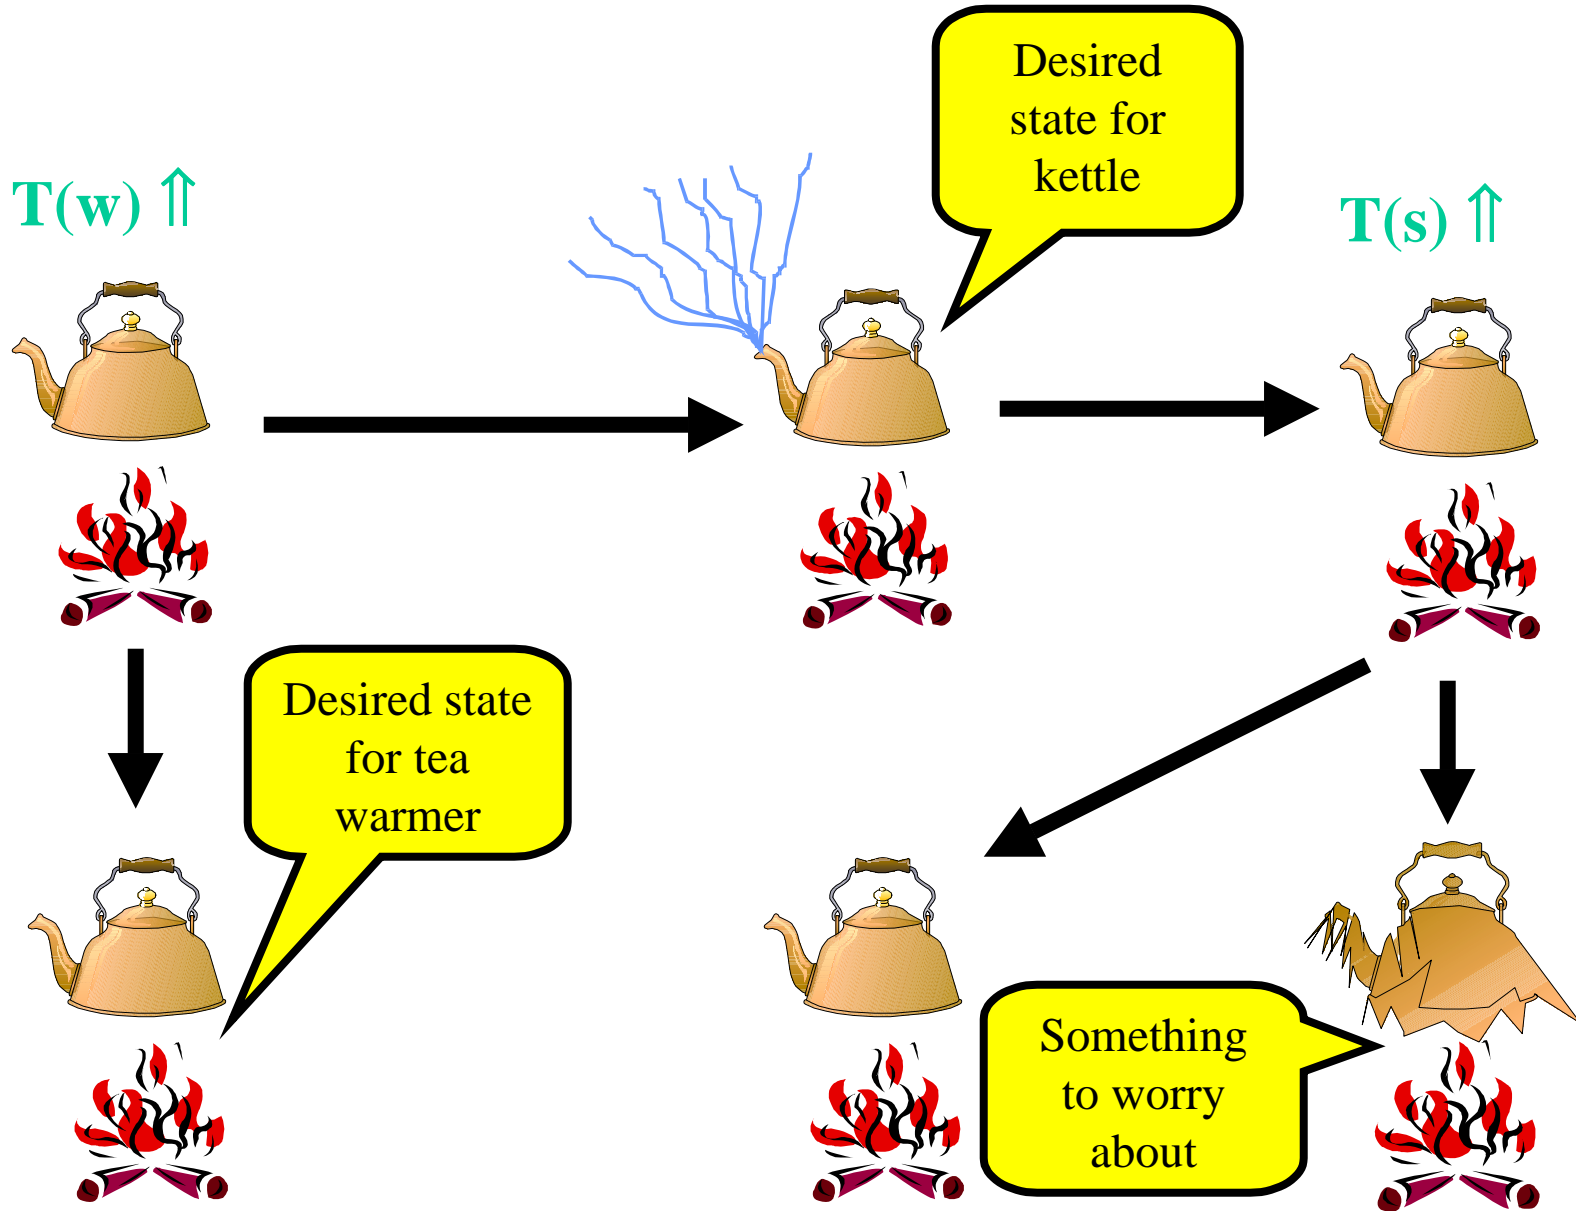 Desired
state for
kettle
T(w) ⇑
T(s) ⇑
Desired state
for tea
warmer
Something
to worry
about